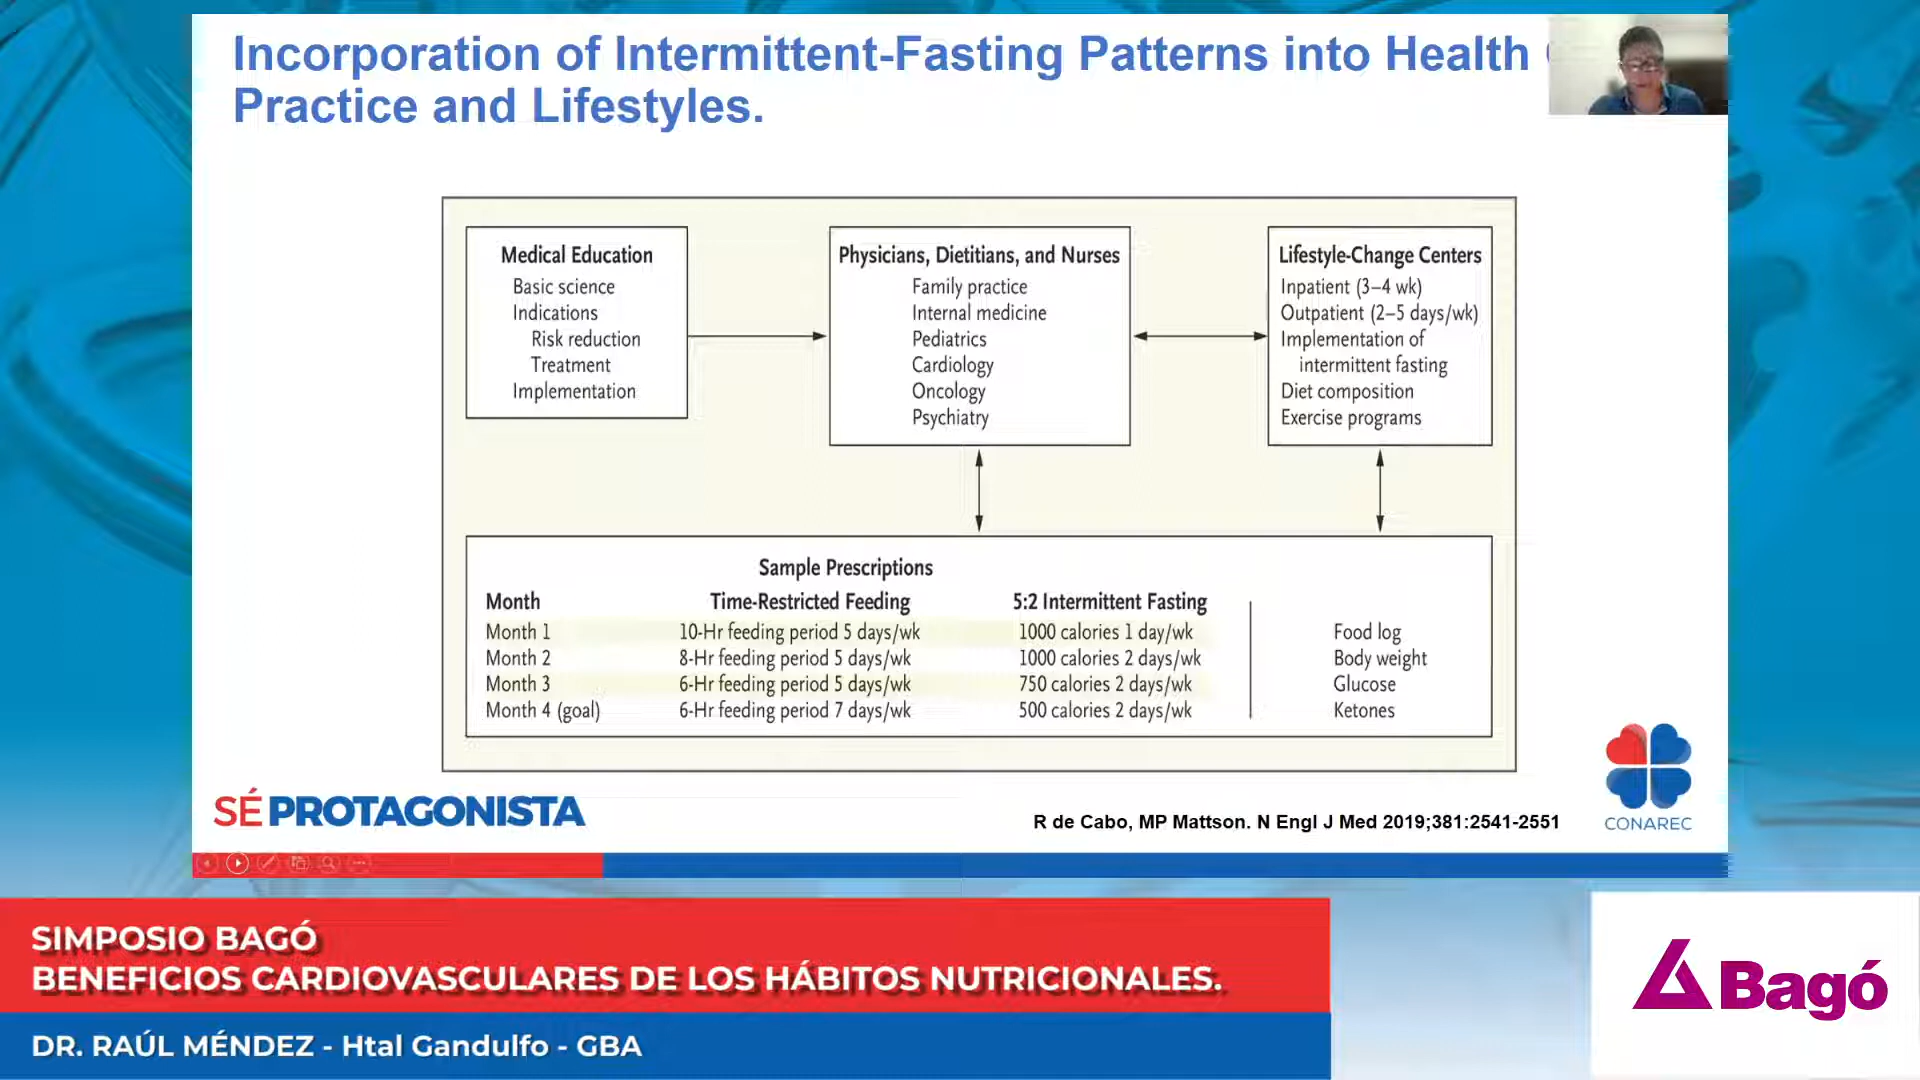 Incorporation of Intermittent-Fasting Patterns into Health
Practice and Lifestyles.
Medical Education
Basic science
Indications
Risk reduction
Treatment
Implementation
Physicians, Dietitians, and Nurses
Family practice
Internal medicine
Pediatrics
Cardiology
Oncology
Psychiatry
Lifestyle-Change Centers
Inpatient (3–4 wk)
Outpatient (2–5 days/wk)
Implementation of
intermittent fasting
Diet composition
Exercise programs
Sample Prescriptions
Month Time-Restricted Feeding 5:2 Intermittent Fasting
Month 1 10-Hr feeding period 5 days/wk 1000 calories 1 day/wk Food log
Month 2 8-Hr feeding period 5 days/wk 1000 calories 2 days/wk Body weight
Month 3 6-Hr feeding period 5 days/wk 750 calories 2 days/wk Glucose
Month 4 (goal) 6-Hr feeding period 7 days/wk 500 calories 2 days/wk Ketones
SÉ PROTAGONISTA
R de Cabo, MP Mattson. N Engl J Med 2019;381:2541-2551
CONAREC
SIMPOSIO BAGÓ
BENEFICIOS CARDIOVASCULARES DE LOS HÁBITOS NUTRICIONALES.
DR. RAÚL MÉNDEZ - Htal Gandulfo - GBA
Bagó